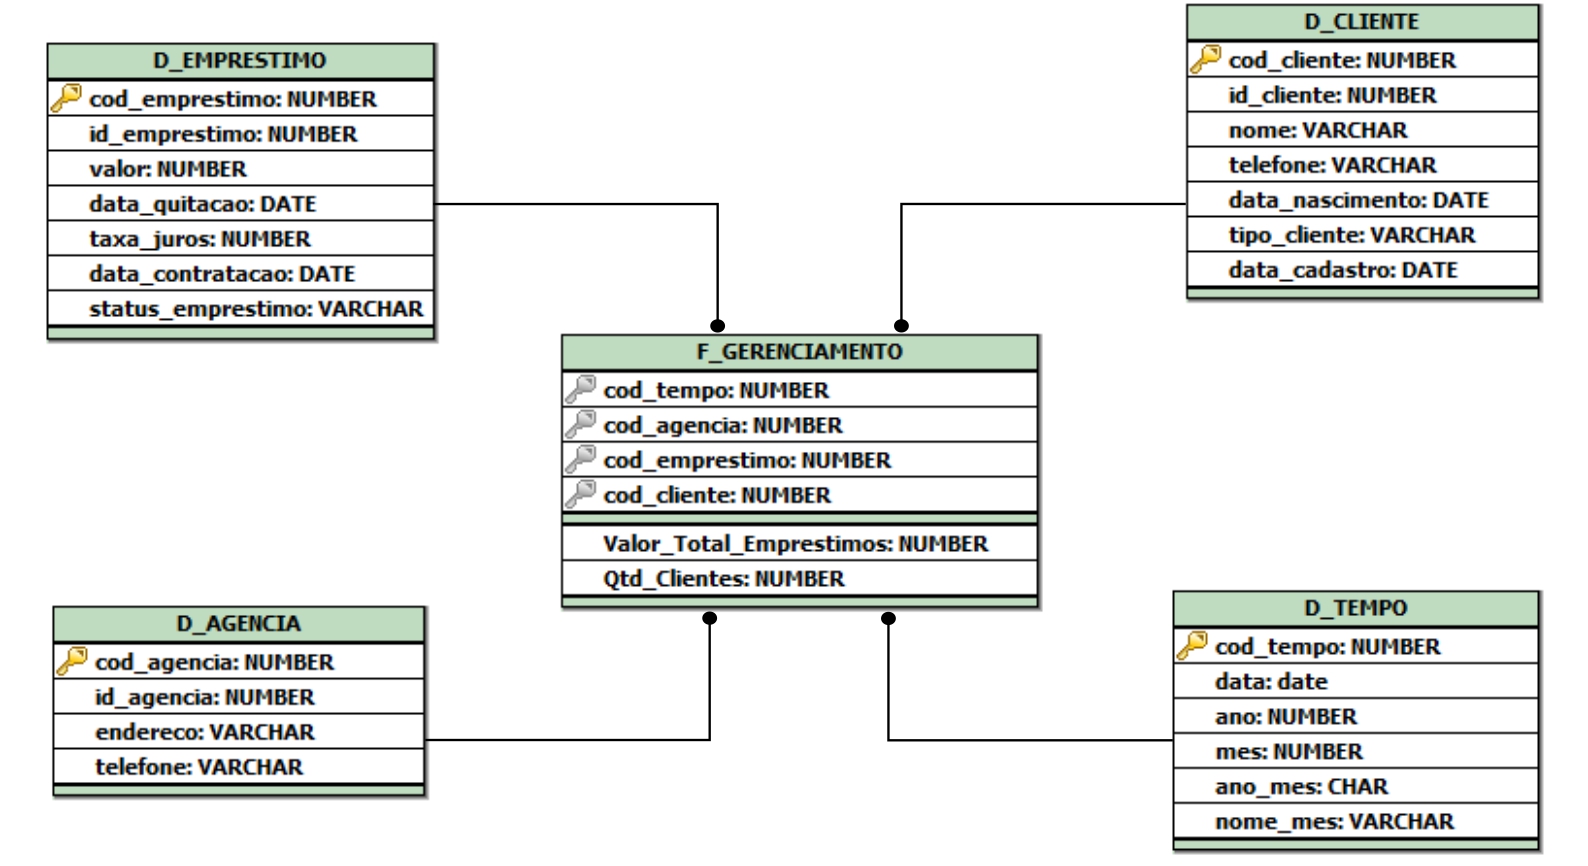 D_EMPRESTIMO
cod_emprestimo: NUMBER
id_emprestimo: NUMBER
valor: NUMBER
data_quitacao: DATE
taxa_juros: NUMBER
data_contratacao: DATE
status_emprestimo: VARCHAR
D_CLIENTE
cod_cliente: NUMBER
id_cliente: NUMBER
nome: VARCHAR
telefone: VARCHAR
data_nascimento: DATE
tipo_cliente: VARCHAR
data_cadastro: DATE
F_GERENCIAMENTO
cod_tempo: NUMBER
cod_agencia: NUMBER
cod_emprestimo: NUMBER
cod_cliente: NUMBER
Valor_Total_Emprestimos: NUMBER
Qtd_Clientes: NUMBER
D_AGENCIA
cod_agencia: NUMBER
id_agencia: NUMBER
endereco: VARCHAR
telefone: VARCHAR
D_TEMPO
cod_tempo: NUMBER
data: date
ano: NUMBER
mes: NUMBER
ano_mes: CHAR
nome_mes: VARCHAR